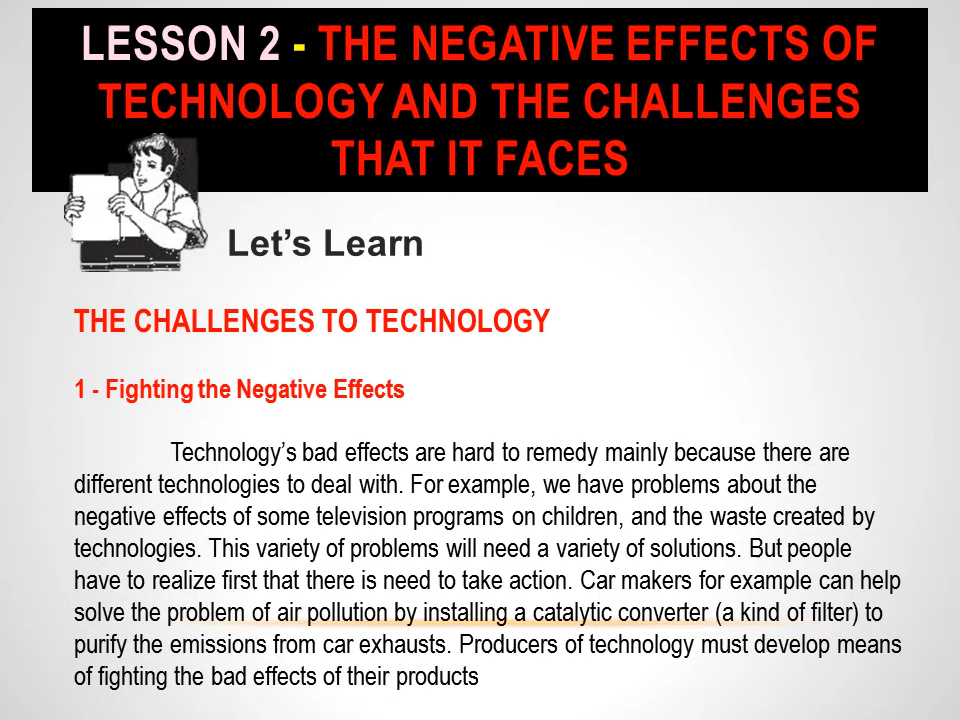 LESSON 2 - THE NEGATIVE EFFECTS OF
TECHNOLOGY AND THE CHALLENGES
THAT IT FACES
Let’s Learn
THE CHALLENGES TO TECHNOLOGY
1 - Fighting the Negative Effects
Technology’s bad effects are hard to remedy mainly because there are
different technologies to deal with. For example, we have problems about the
negative effects of some television programs on children, and the waste created by
technologies. This variety of problems will need a variety of solutions. But people
have to realize first that there is need to take action. Car makers for example can help
solve the problem of air pollution by installing a catalytic converter (a kind of filter) to
purify the emissions from car exhausts. Producers of technology must develop means
of fighting the bad effects of their products